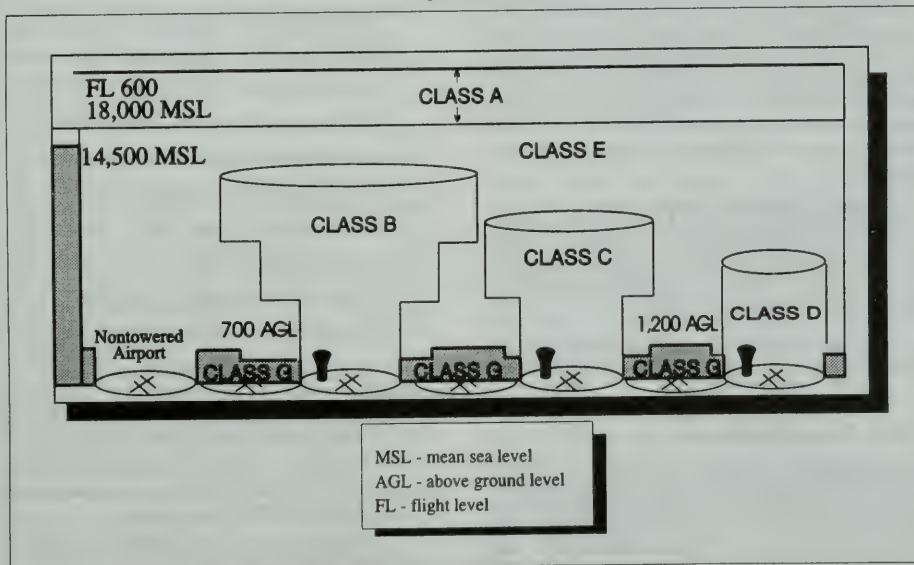 FL 600
18,000 MSL
CLASS A
14,500 MSL
CLASS E
CLASS B
CLASS C
CLASS D
Nontowered
Airport
700 AGL
1,200 AGL
CLASS G
CLASS G
CLASS G
MSL - mean sea level
AGL - above ground level
FL - flight level